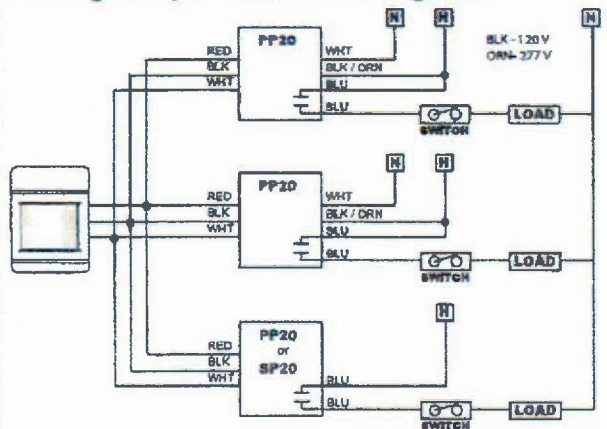 N H N
BLK - 120 V
ORN- 277 V
PP20
RED
BLK
WHT
WHT
BLK / ORN
BLU
BLU
SWITCH
LOAD
N H
PP20
RED
BLK
WHT
WHT
BLK / ORN
BLU
BLU
SWITCH
LOAD
H
PP20
or
SP20
RED
BLK
WHT
BLU
BLU
SWITCH
LOAD